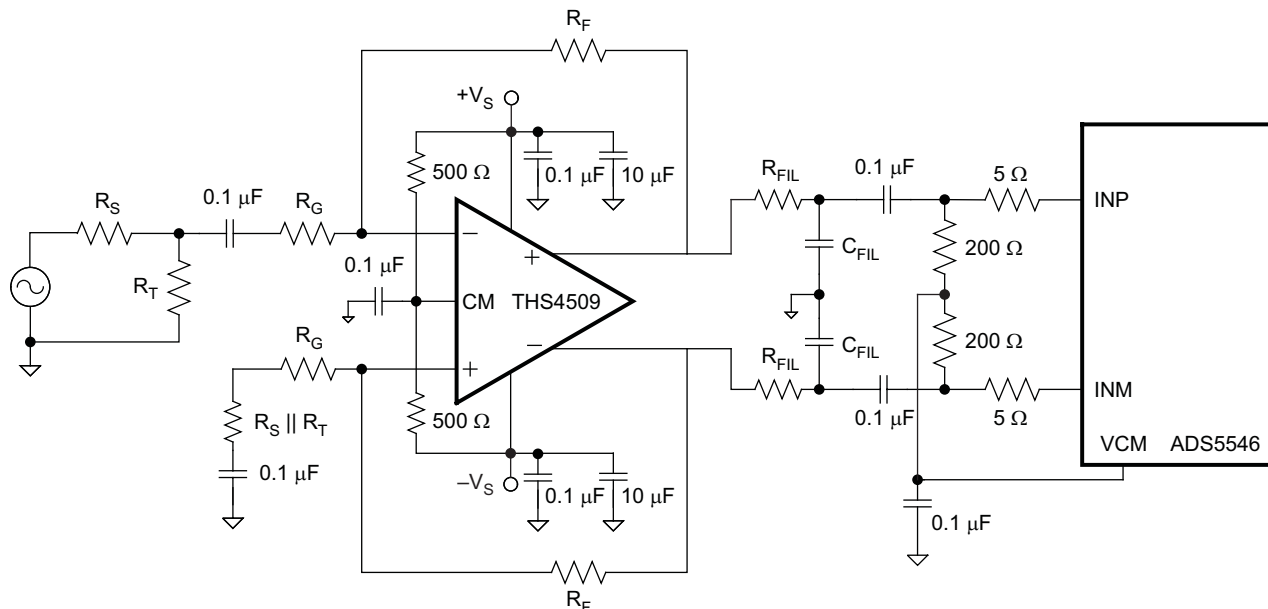 R_F
+V_S
500 Ω
0.1 µF
10 µF
R_S
0.1 µF
R_G
R_T
0.1 µF
−
+
CM
THS4509
+
−
R_FIL
0.1 µF
5 Ω
INP
C_FIL
200 Ω
R_G
R_S || R_T
0.1 µF
500 Ω
–V_S
0.1 µF
10 µF
R_FIL
C_FIL
0.1 µF
200 Ω
5 Ω
INM
VCM
ADS5546
0.1 µF
R_F